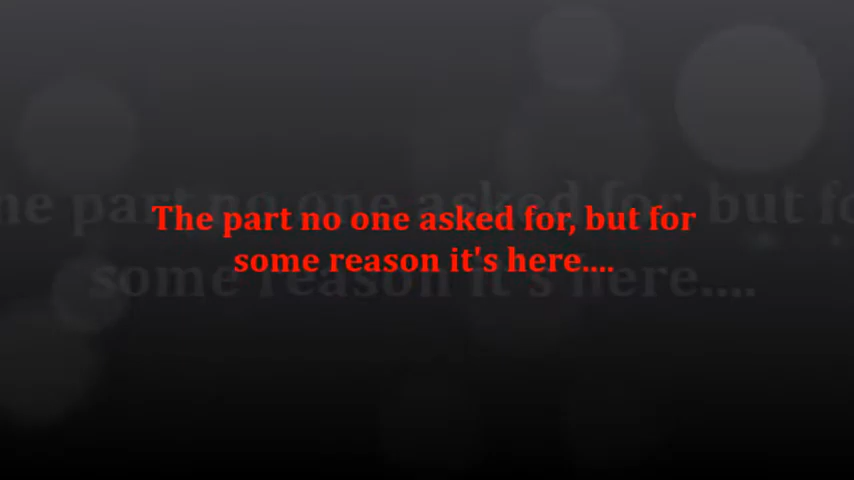 The part no one asked for, but for
some reason it's here....